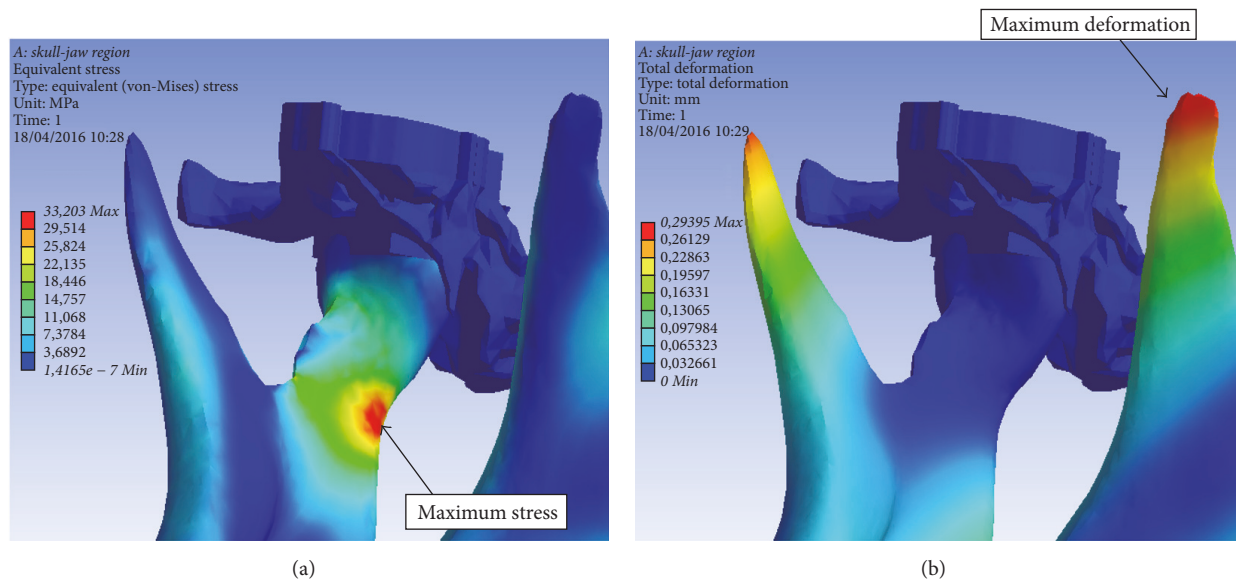 A: skull-jaw region
Equivalent stress
Type: equivalent (von-Mises) stress
Unit: MPa
Time: 1
18/04/2016 10:28
33,203 Max
29,514
25,824
22,135
18,446
14,757
11,068
7,3784
3,6892
1,4165e − 7 Min
Maximum stress
(a)
Maximum deformation
A: skull-jaw region
Total deformation
Type: total deformation
Unit: mm
Time: 1
18/04/2016 10:29
0,29395 Max
0,26129
0,22863
0,19597
0,16331
0,13065
0,097984
0,065323
0,032661
0 Min
(b)